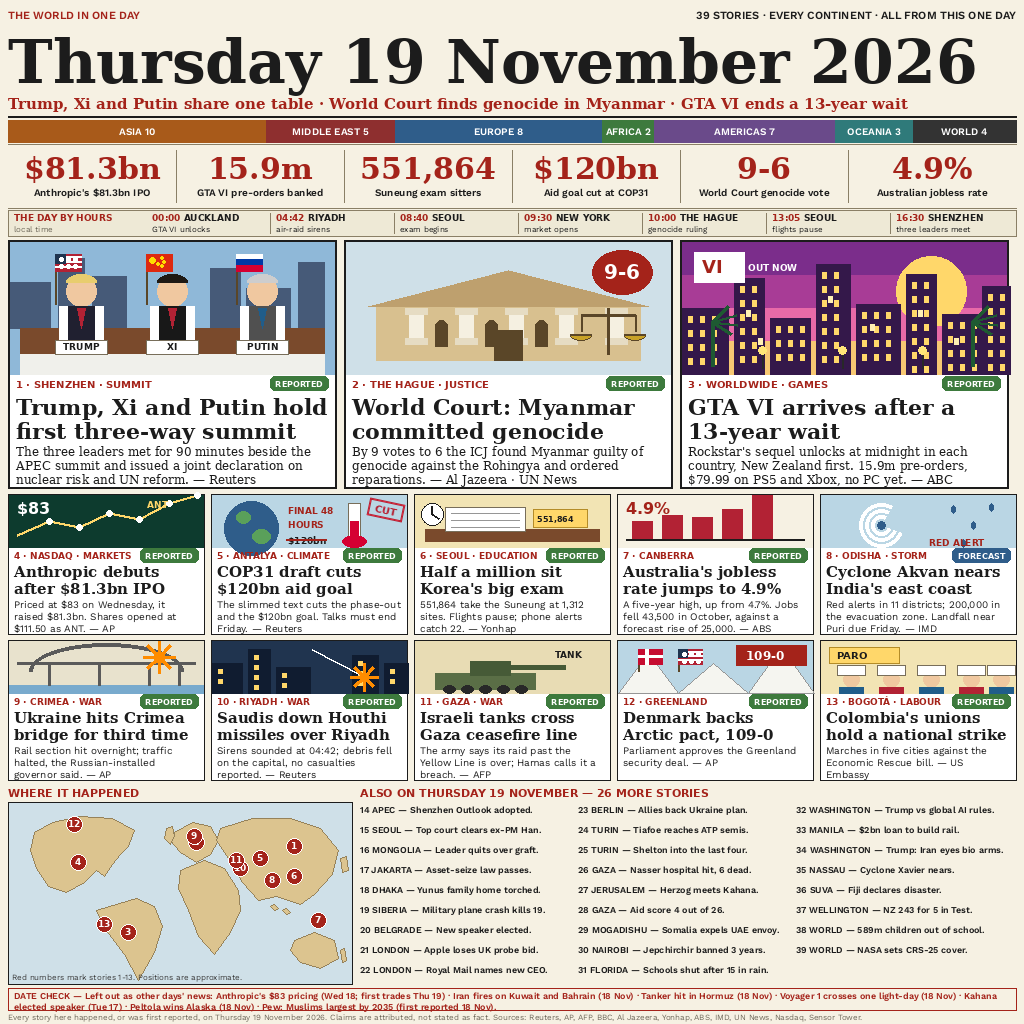 THE WORLD IN ONE DAY
39 STORIES · EVERY CONTINENT · ALL FROM THIS ONE DAY
Thursday 19 November 2026
Trump, Xi and Putin share one table · World Court finds genocide in Myanmar · GTA VI ends a 13-year wait
ASIA 10
MIDDLE EAST 5
EUROPE 8
AFRICA 2
AMERICAS 7
OCEANIA 3
WORLD 4
$81.3bn
Anthropic's $81.3bn IPO
15.9m
GTA VI pre-orders banked
551,864
Suneung exam sitters
$120bn
Aid goal cut at COP31
9-6
World Court genocide vote
4.9%
Australian jobless rate
THE DAY BY HOURS
local time
00:00 AUCKLAND
GTA VI unlocks
04:42 RIYADH
air-raid sirens
08:40 SEOUL
exam begins
09:30 NEW YORK
market opens
10:00 THE HAGUE
genocide ruling
13:05 SEOUL
flights pause
16:30 SHENZHEN
three leaders meet
TRUMP
XI
PUTIN
1 · SHENZHEN · SUMMIT
REPORTED
Trump, Xi and Putin hold
first three-way summit
The three leaders met for 90 minutes beside the
APEC summit and issued a joint declaration on
nuclear risk and UN reform. — Reuters
9-6
2 · THE HAGUE · JUSTICE
REPORTED
World Court: Myanmar
committed genocide
By 9 votes to 6 the ICJ found Myanmar guilty of
genocide against the Rohingya and ordered
reparations. — Al Jazeera · UN News
VI
OUT NOW
3 · WORLDWIDE · GAMES
REPORTED
GTA VI arrives after a
13-year wait
Rockstar's sequel unlocks at midnight in each
country, New Zealand first. 15.9m pre-orders,
$79.99 on PS5 and Xbox, no PC yet. — ABC
$83
ANT
4 · NASDAQ · MARKETS
REPORTED
Anthropic debuts
after $81.3bn IPO
Priced at $83 on Wednesday, it
raised $81.3bn. Shares opened at
$111.50 as ANT. — AP
FINAL 48
HOURS
$120bn
CUT
5 · ANTALYA · CLIMATE
REPORTED
COP31 draft cuts
$120bn aid goal
The slimmed text cuts the phase-out
and the $120bn goal. Talks must end
Friday. — Reuters
551,864
6 · SEOUL · EDUCATION
REPORTED
Half a million sit
Korea's big exam
551,864 take the Suneung at 1,312
sites. Flights pause; phone alerts
catch 22. — Yonhap
4.9%
7 · CANBERRA
REPORTED
Australia's jobless
rate jumps to 4.9%
A five-year high, up from 4.7%. Jobs
fell 43,500 in October, against a
forecast rise of 25,000. — ABS
RED ALERT
8 · ODISHA · STORM
FORECAST
Cyclone Akvan nears
India's east coast
Red alerts in 11 districts; 200,000 in
the evacuation zone. Landfall near
Puri due Friday. — IMD
9 · CRIMEA · WAR
REPORTED
Ukraine hits Crimea
bridge for third time
Rail section hit overnight; traffic
halted, the Russian-installed
governor said. — AP
10 · RIYADH · WAR
REPORTED
Saudis down Houthi
missiles over Riyadh
Sirens sounded at 04:42; debris fell
on the capital, no casualties
reported. — Reuters
TANK
11 · GAZA · WAR
REPORTED
Israeli tanks cross
Gaza ceasefire line
The army says its raid past the
Yellow Line is over; Hamas calls it a
breach. — AFP
109-0
12 · GREENLAND
REPORTED
Denmark backs
Arctic pact, 109-0
Parliament approves the Greenland
security deal. — AP
PARO
13 · BOGOTÁ · LABOUR
REPORTED
Colombia's unions
hold a national strike
Marches in five cities against the
Economic Rescue bill. — US
Embassy
WHERE IT HAPPENED
12
9
4
11
10
5
1
8
6
13
3
7
Red numbers mark stories 1-13. Positions are approximate.
ALSO ON THURSDAY 19 NOVEMBER — 26 MORE STORIES
14 APEC — Shenzhen Outlook adopted.
15 SEOUL — Top court clears ex-PM Han.
16 MONGOLIA — Leader quits over graft.
17 JAKARTA — Asset-seize law passes.
18 DHAKA — Yunus family home torched.
19 SIBERIA — Military plane crash kills 19.
20 BELGRADE — New speaker elected.
21 LONDON — Apple loses UK probe bid.
22 LONDON — Royal Mail names new CEO.
23 BERLIN — Allies back Ukraine plan.
24 TURIN — Tiafoe reaches ATP semis.
25 TURIN — Shelton into the last four.
26 GAZA — Nasser hospital hit, 6 dead.
27 JERUSALEM — Herzog meets Kahana.
28 GAZA — Aid score 4 out of 26.
29 MOGADISHU — Somalia expels UAE envoy.
30 NAIROBI — Jepchirchir banned 3 years.
31 FLORIDA — Schools shut after 15 in rain.
32 WASHINGTON — Trump vs global AI rules.
33 MANILA — $2bn loan to build rail.
34 WASHINGTON — Trump: Iran eyes bio arms.
35 NASSAU — Cyclone Xavier nears.
36 SUVA — Fiji declares disaster.
37 WELLINGTON — NZ 243 for 5 in Test.
38 WORLD — 589m children out of school.
39 WORLD — NASA sets CRS-25 cover.
DATE CHECK — Left out as other days' news: Anthropic's $83 pricing (Wed 18; first trades Thu 19) · Iran fires on Kuwait and Bahrain (18 Nov) · Tanker hit in Hormuz (18 Nov) · Voyager 1 crosses one light-day (18 Nov) · Kahana
elected speaker (Tue 17) · Peltola wins Alaska (18 Nov) · Pew: Muslims largest by 2035 (first reported 18 Nov).
Every story here happened, or was first reported, on Thursday 19 November 2026. Claims are attributed, not stated as fact. Sources: Reuters, AP, AFP, BBC, Al Jazeera, Yonhap, ABS, IMD, UN News, Nasdaq, Sensor Tower.